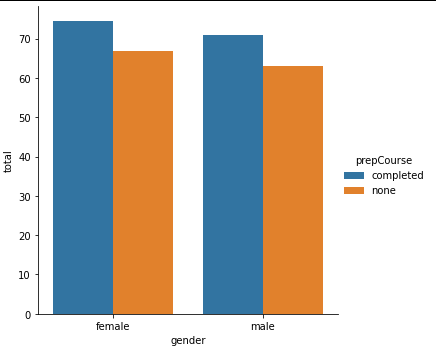 total
70
60
50
40
30
20
10
0
female
male
gender
prepCourse
completed
none